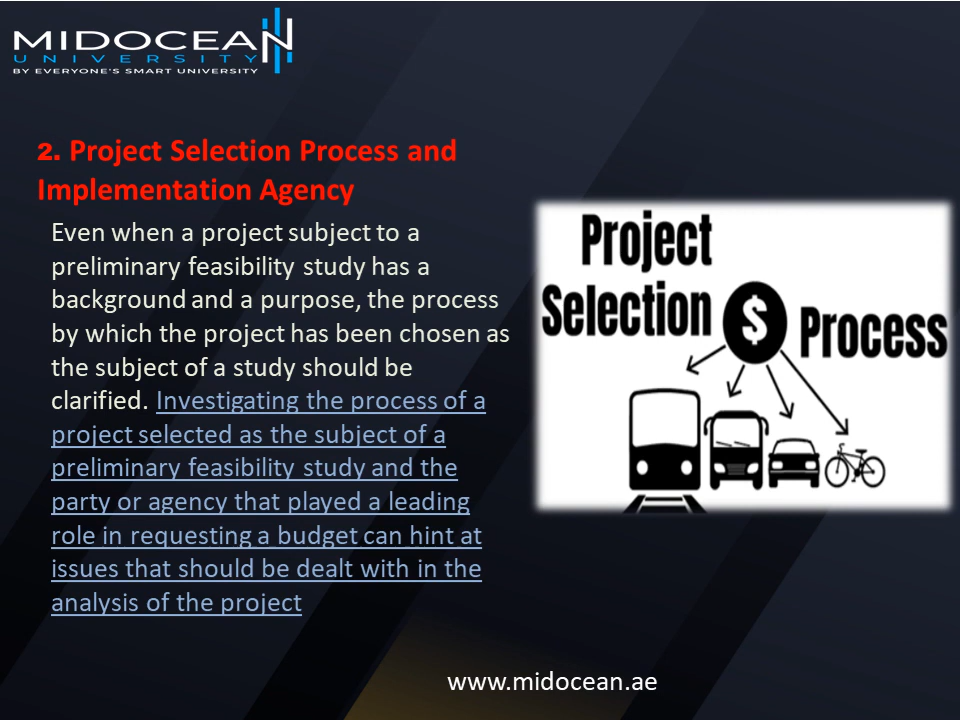 MIDOCEAN
UNIVERSITY
BY EVERYONE'S SMART UNIVERSITY
2. Project Selection Process and
Implementation Agency
Even when a project subject to a
preliminary feasibility study has a
background and a purpose, the process
by which the project has been chosen as
the subject of a study should be
clarified. Investigating the process of a
project selected as the subject of a
preliminary feasibility study and the
party or agency that played a leading
role in requesting a budget can hint at
issues that should be dealt with in the
analysis of the project
Project
Selection
$
Process
www.midocean.ae